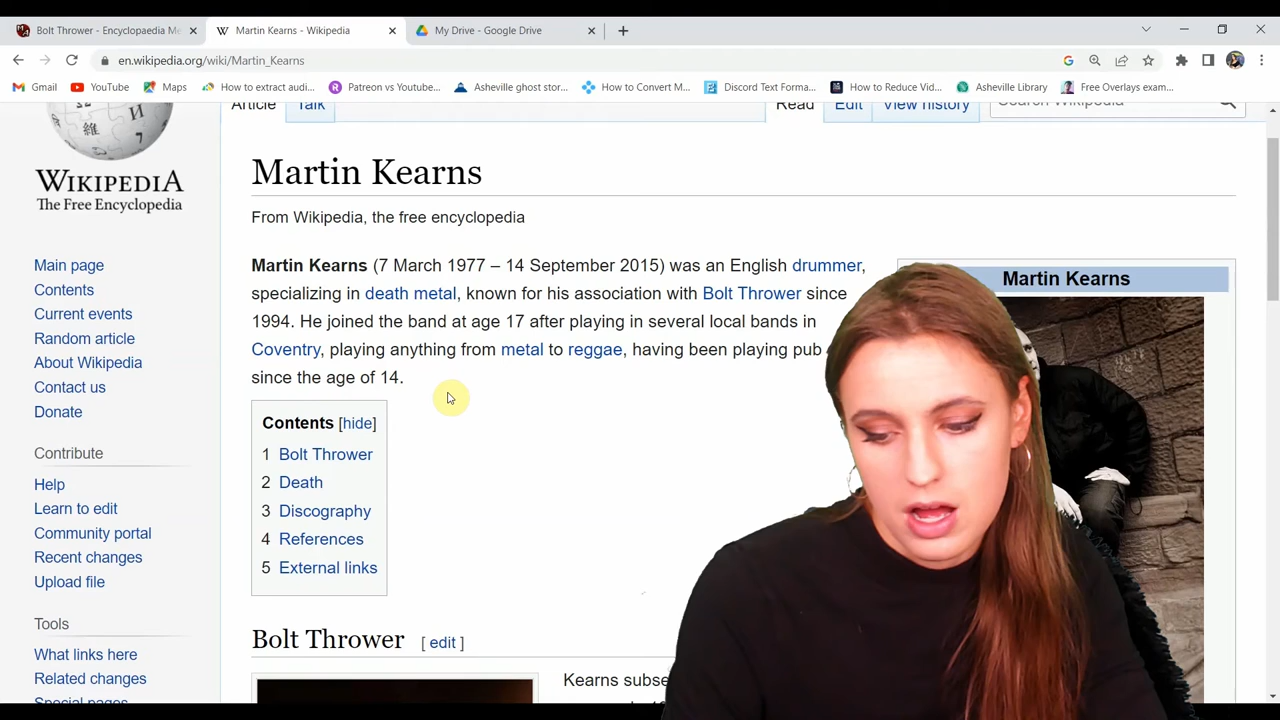 Bolt Thrower - Encyclopaedia Me
Martin Kearns - Wikipedia
My Drive - Google Drive
en.wikipedia.org/wiki/Martin_Kearns
Gmail
YouTube
Maps
How to extract audi...
Patreon vs Youtube...
Asheville ghost stor...
How to Convert M...
Discord Text Forma...
How to Reduce Vid...
Asheville Library
Free Overlays exam...
Article
Talk
Read
Edit
View history
Search Wikipedia
WIKIPEDIA
The Free Encyclopedia
Main page
Contents
Current events
Random article
About Wikipedia
Contact us
Donate
Contribute
Help
Learn to edit
Community portal
Recent changes
Upload file
Tools
What links here
Related changes
Special pages
Martin Kearns
From Wikipedia, the free encyclopedia
Martin Kearns (7 March 1977 – 14 September 2015) was an English drummer,
specializing in death metal, known for his association with Bolt Thrower since
1994. He joined the band at age 17 after playing in several local bands in
Coventry, playing anything from metal to reggae, having been playing pub
since the age of 14.
Contents [hide]
1 Bolt Thrower
2 Death
3 Discography
4 References
5 External links
Bolt Thrower [ edit ]
Kearns subse
Martin Kearns